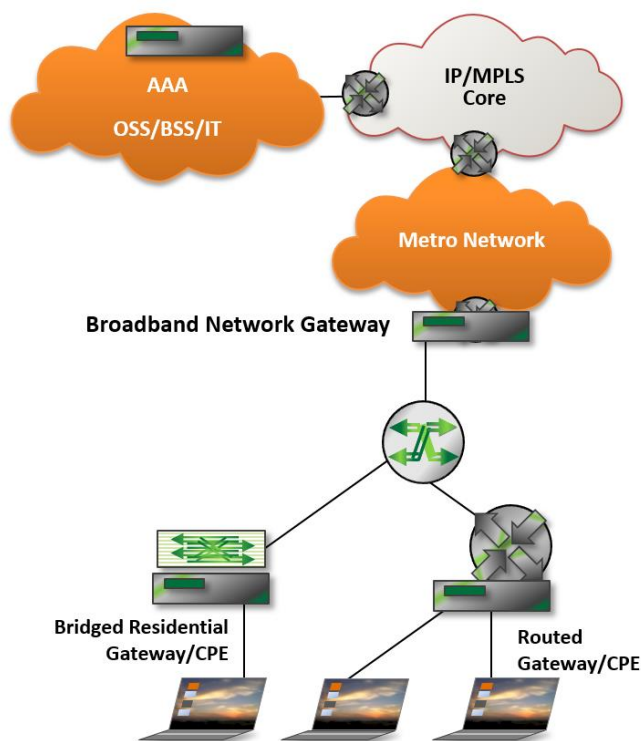 AAA
OSS/BSS/IT
IP/MPLS
Core
Metro Network
Broadband Network Gateway
Bridged Residential
Gateway/CPE
Routed
Gateway/CPE